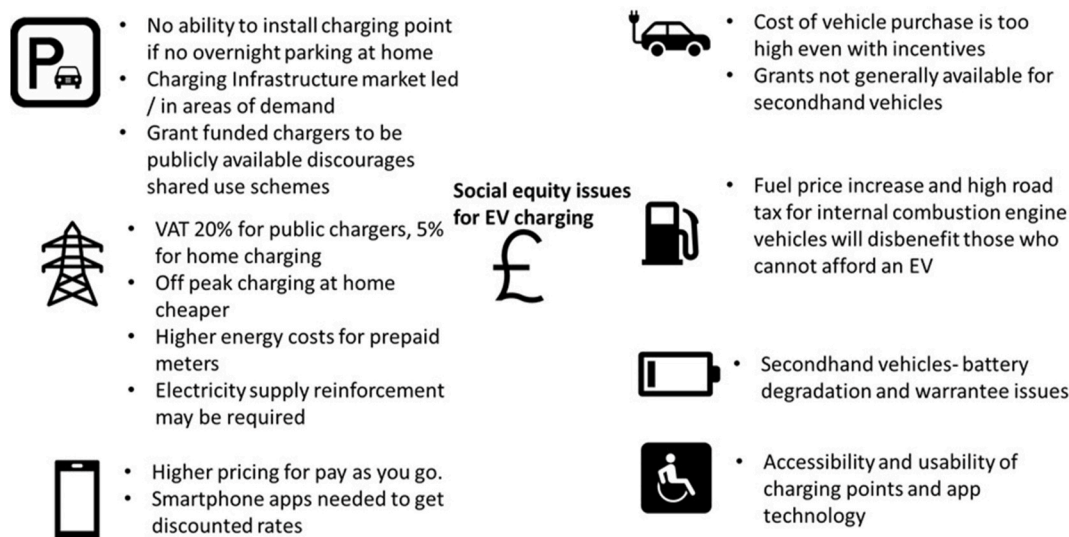 P
• No ability to install charging point
if no overnight parking at home
• Charging Infrastructure market led
/ in areas of demand
• Grant funded chargers to be
publicly available discourages
shared use schemes
• VAT 20% for public chargers, 5%
for home charging
• Off peak charging at home
cheaper
• Higher energy costs for prepaid
meters
• Electricity supply reinforcement
may be required
• Higher pricing for pay as you go.
• Smartphone apps needed to get
discounted rates
Social equity issues
for EV charging
£
• Cost of vehicle purchase is too
high even with incentives
• Grants not generally available for
secondhand vehicles
• Fuel price increase and high road
tax for internal combustion engine
vehicles will disbenefit those who
cannot afford an EV
• Secondhand vehicles- battery
degradation and warrantee issues
• Accessibility and usability of
charging points and app
technology